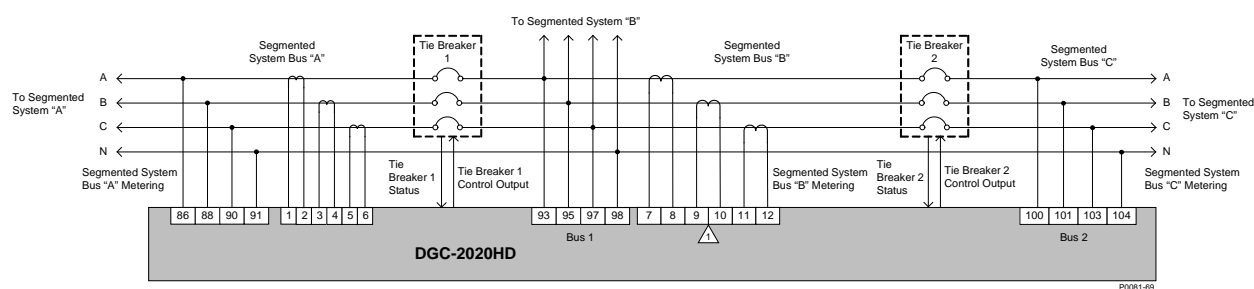 To Segmented System “B”
Segmented
System Bus “A”
Tie Breaker
1
Segmented
System Bus “B”
Tie Breaker
2
Segmented
System Bus “C”
A
A
To Segmented
System “A”
B
B
To Segmented
System “C”
C
C
N
N
Segmented System
Bus “A” Metering
Tie
Breaker 1
Status
Tie Breaker 1
Control Output
Segmented System
Bus “B” Metering
Tie
Breaker 2
Status
Tie Breaker 2
Control Output
Segmented System
Bus “C” Metering
86 88 90 91 1 2 3 4 5 6 93 95 97 98 7 8 9 10 11 12 100 101 103 104
Bus 1
1
Bus 2
DGC-2020HD
P0081-69